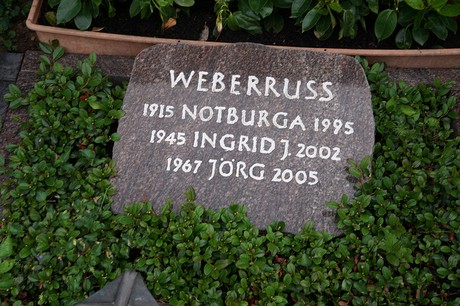 WEBERRUSS
1915 NOTBURGA 1995
1945 INGRID J. 2002
1967 JÖRG 2005